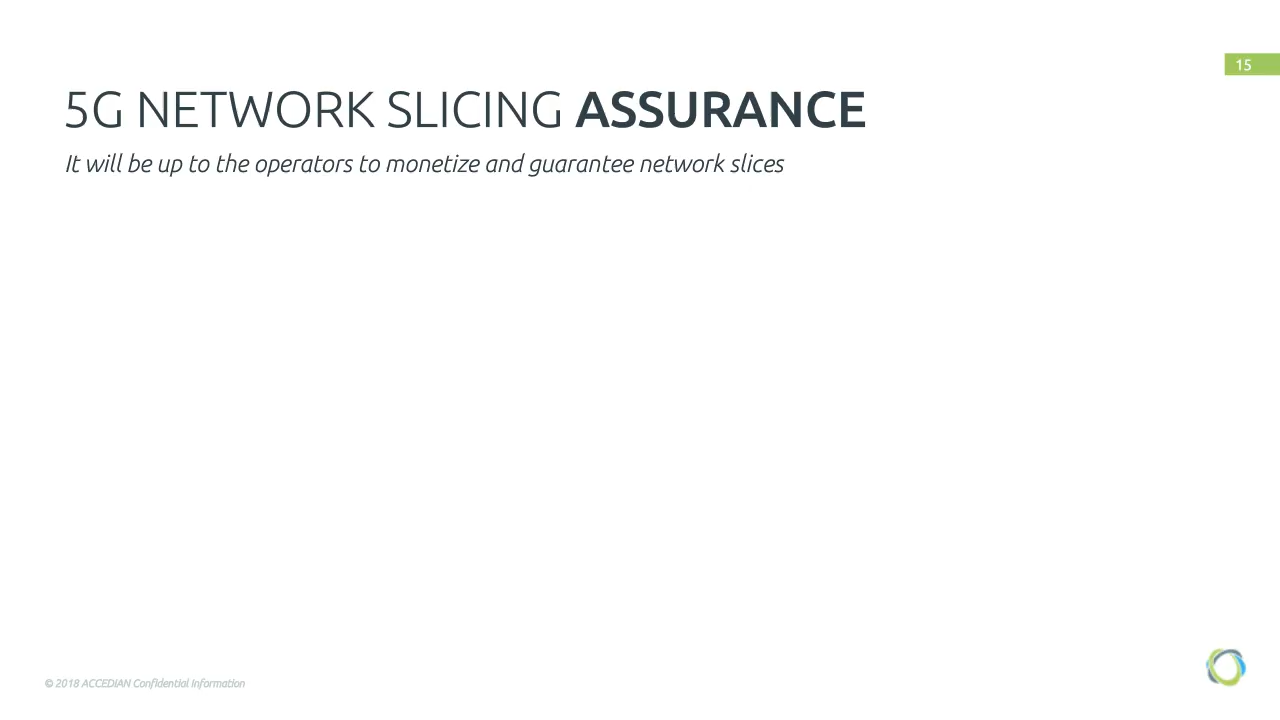 15
5G NETWORK SLICING ASSURANCE
It will be up to the operators to monetize and guarantee network slices
© 2018 ACCEDIAN Confidential Information